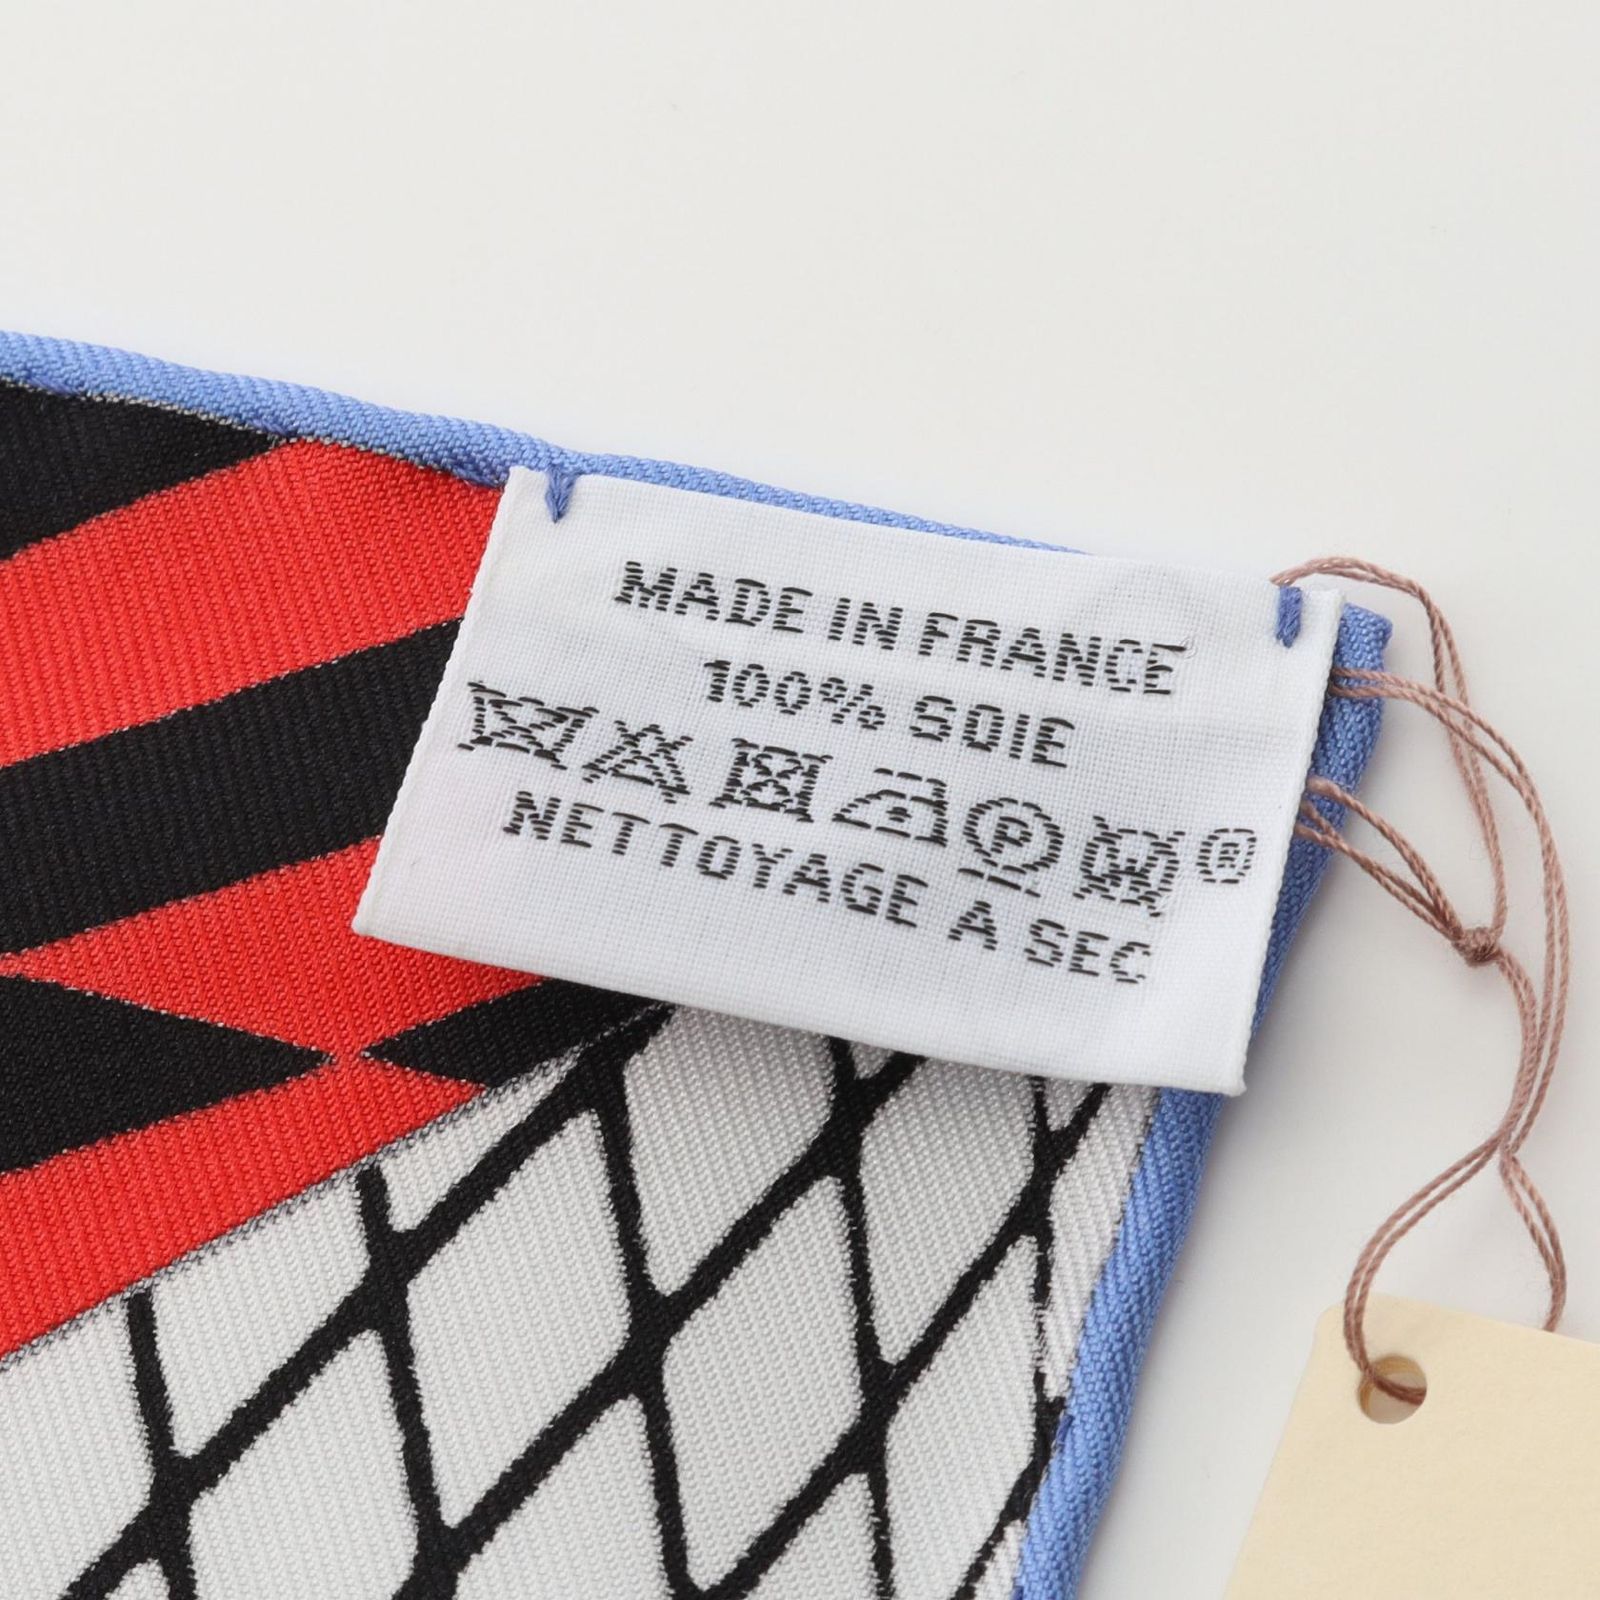 MADE IN FRANCE
100% SOIE
P ®
NETTOYAGE A SEC